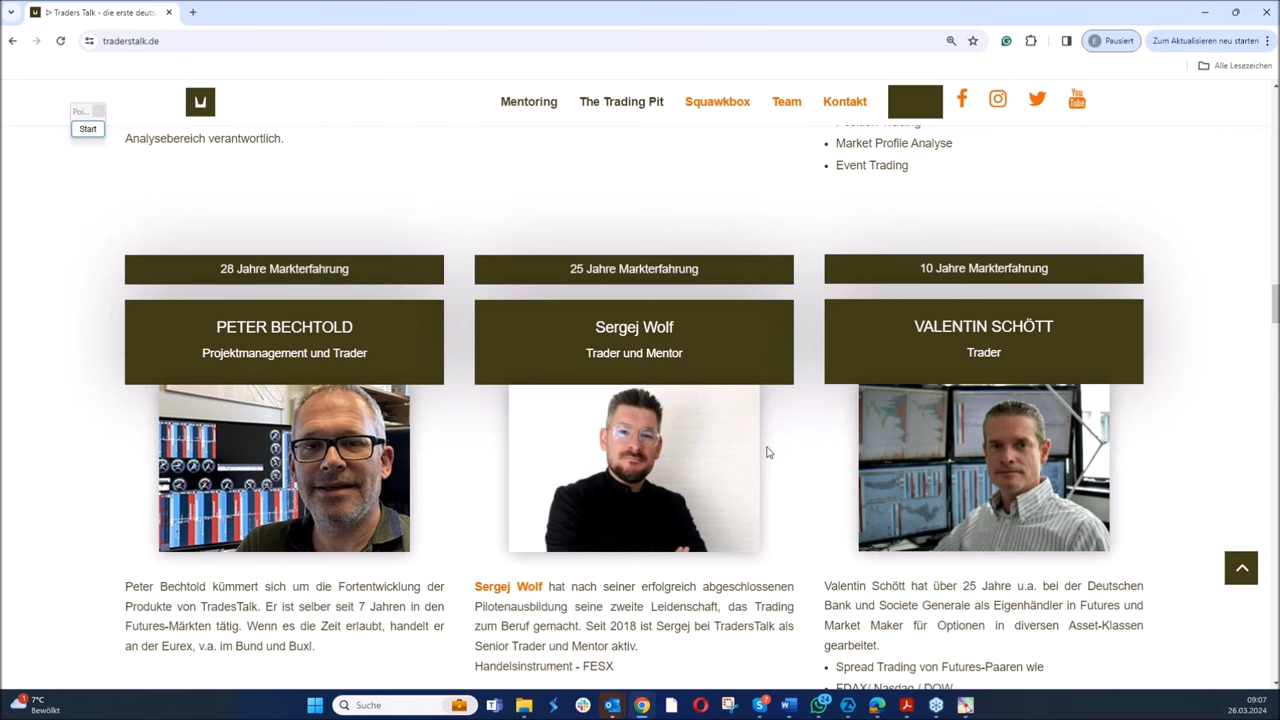 ▷ Traders Talk - die erste deuts
traderstalk.de
Pausiert
Zum Aktualisieren neu starten
Alle Lesezeichen
Poi...
Start
Mentoring
The Trading Pit
Squawkbox
Team
Kontakt
You
Tube
Analysebereich verantwortlich.
• Market Profile Analyse
• Event Trading
28 Jahre Markterfahrung
25 Jahre Markterfahrung
10 Jahre Markterfahrung
PETER BECHTOLD
Projektmanagement und Trader
Sergej Wolf
Trader und Mentor
VALENTIN SCHÖTT
Trader
Peter Bechtold kümmert sich um die Fortentwicklung der
Produkte von TradesTalk. Er ist selber seit 7 Jahren in den
Futures-Märkten tätig. Wenn es die Zeit erlaubt, handelt er
an der Eurex, v.a. im Bund und Buxl.
Sergej Wolf hat nach seiner erfolgreich abgeschlossenen
Pilotenausbildung seine zweite Leidenschaft, das Trading
zum Beruf gemacht. Seit 2018 ist Sergej bei TradersTalk als
Senior Trader und Mentor aktiv.
Handelsinstrument - FESX
Valentin Schött hat über 25 Jahre u.a. bei der Deutschen
Bank und Societe Generale als Eigenhändler in Futures und
Market Maker für Optionen in diversen Asset-Klassen
gearbeitet.
• Spread Trading von Futures-Paaren wie
FDAX/ Nasdag / DOW
7°C
Bewölkt
Suche
24
09:07
26.03.2024